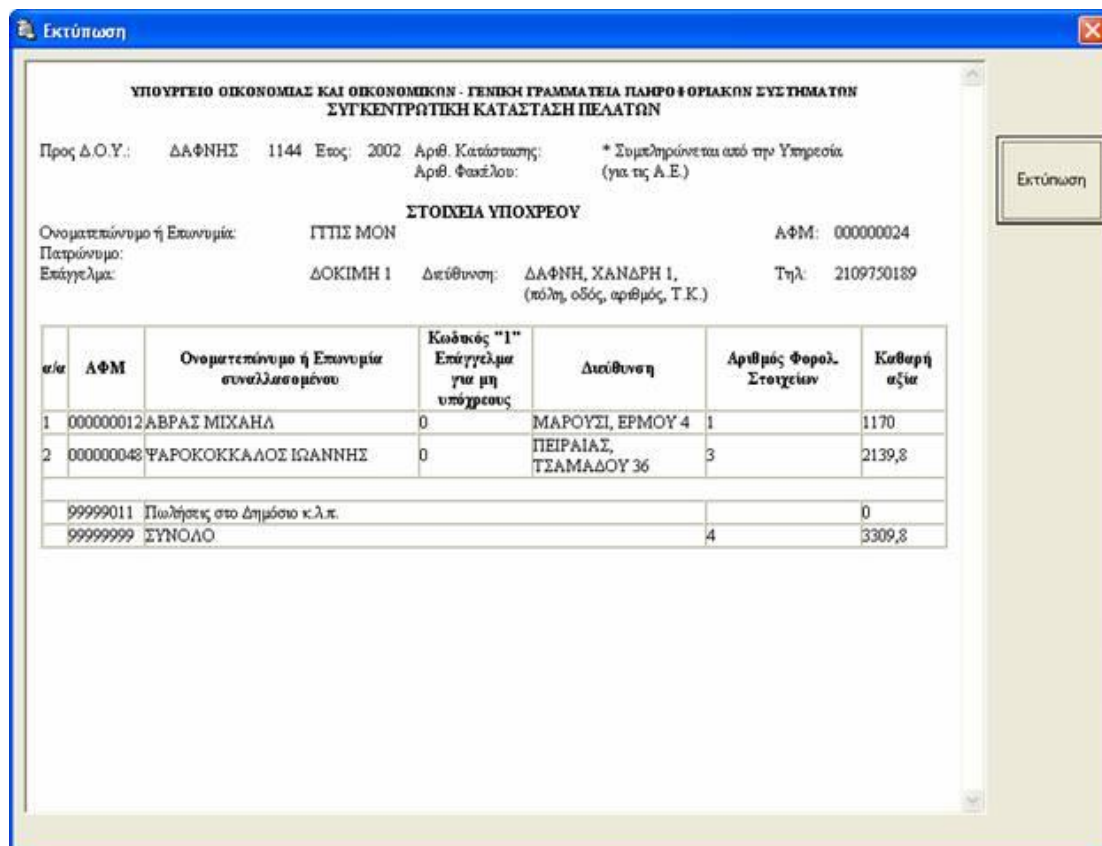 Εκτύπωση
ΥΠΟΥΡΓΕΙΟ ΟΙΚΟΝΟΜΙΑΣ ΚΑΙ ΟΙΚΟΝΟΜΙΚΩΝ - ΓΕΝΙΚΗ ΓΡΑΜΜΑΤΕΙΑ ΠΛΗΡΟΦΟΡΙΑΚΩΝ ΣΥΣΤΗΜΑΤΩΝ
ΣΥΓΚΕΝΤΡΩΤΙΚΗ ΚΑΤΑΣΤΑΣΗ ΠΕΛΑΤΩΝ
Προς Δ.Ο.Υ.: ΔΑΦΝΗΣ 1144 Ετος: 2002 Αριθ. Κατάστασης: * Συμπληρώνεται από την Υπηρεσία
Αριθ. Φακέλου: (για τις Α.Ε.)
ΣΤΟΙΧΕΙΑ ΥΠΟΧΡΕΟΥ
Ονοματεπώνυμο ή Επωνυμία: ΓΤΠΣ ΜΟΝ ΑΦΜ: 000000024
Πατρώνυμο:
Επάγγελμα: ΔΟΚΙΜΗ 1 Διεύθυνση: ΔΑΦΝΗ, ΧΑΝΔΡΗ 1, Τηλ: 2109750189
(πόλη, οδός, αριθμός, Τ.Κ.)
α/α ΑΦΜ Ονοματεπώνυμο ή Επωνυμία συναλλασομένου Κωδικός "1" Επάγγελμα για μη υπόχρεους Διεύθυνση Αριθμός Φορολ. Στοιχείων Καθαρή αξία
1 000000012 ΑΒΡΑΣ ΜΙΧΑΗΛ 0 ΜΑΡΟΥΣΙ, ΕΡΜΟΥ 4 1 1170
2 000000048 ΨΑΡΟΚΟΚΚΑΛΟΣ ΙΩΑΝΝΗΣ 0 ΠΕΙΡΑΙΑΣ, ΤΣΑΜΑΔΟΥ 36 3 2139,8
99999011 Πωλήσεις στο Δημόσιο κ.λ.π. 0
99999999 ΣΥΝΟΛΟ 4 3309,8
Εκτύπωση